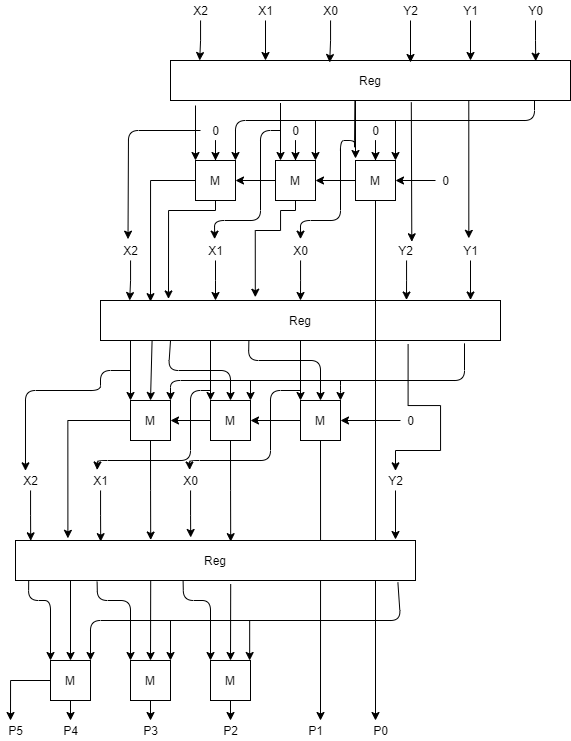 X2 X1 X0 Y2 Y1 Y0
Reg
0 0 0
M M M 0
X2 X1 X0 Y2 Y1
Reg
M M M 0
X2 X1 X0 Y2
Reg
M M M
P5 P4 P3 P2 P1 P0